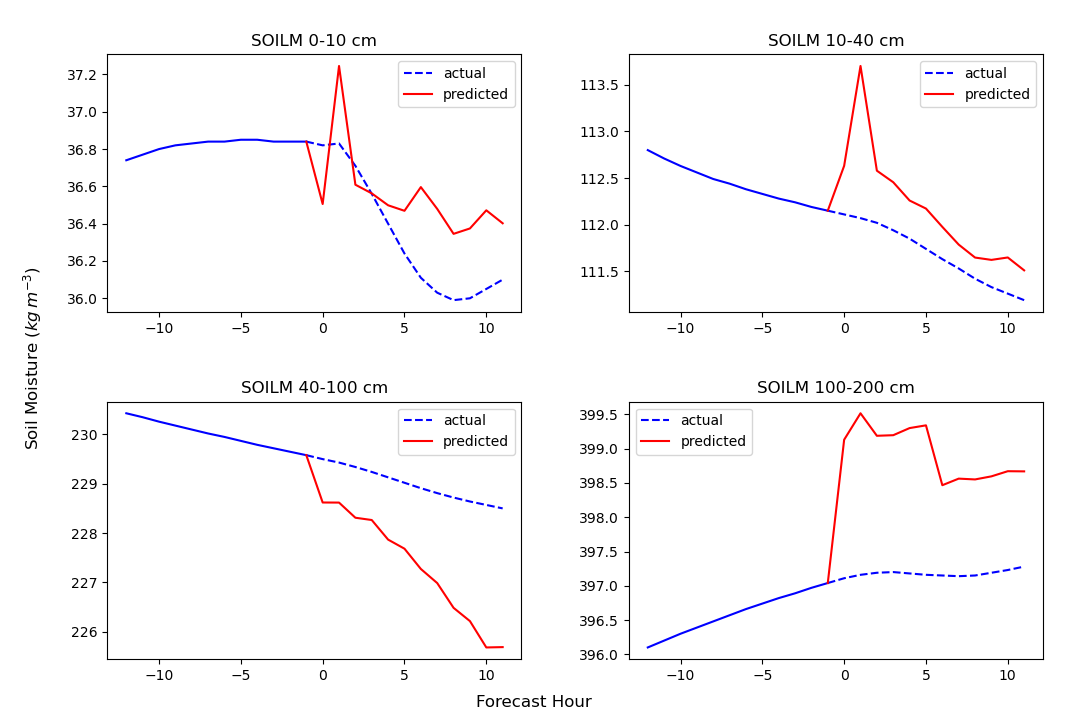 SOILM 0-10 cm
37.2
37.0
36.8
36.6
36.4
36.2
36.0
−10 −5 0 5 10
actual
predicted
SOILM 10-40 cm
113.5
113.0
112.5
112.0
111.5
−10 −5 0 5 10
actual
predicted
Soil Moisture (kg m⁻³)
SOILM 40-100 cm
230
229
228
227
226
−10 −5 0 5 10
actual
predicted
SOILM 100-200 cm
399.5
399.0
398.5
398.0
397.5
397.0
396.5
396.0
−10 −5 0 5 10
actual
predicted
Forecast Hour